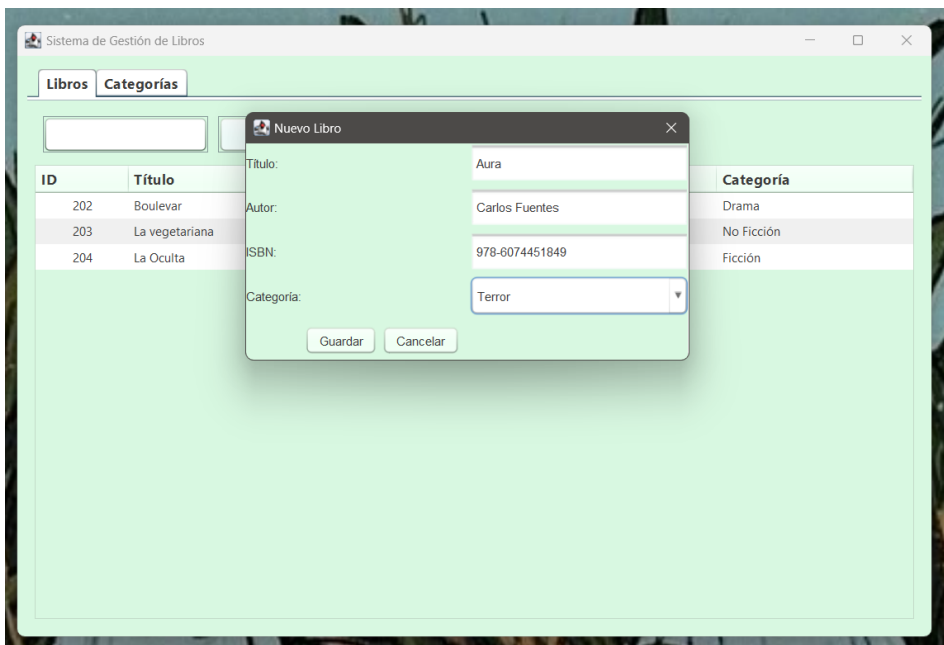 Sistema de Gestión de Libros
Libros Categorías
Nuevo Libro
Título: Aura
Autor: Carlos Fuentes
ISBN: 978-6074451849
Categoría: Terror
Guardar Cancelar
ID Título Categoría
202 Boulevar Drama
203 La vegetariana No Ficción
204 La Oculta Ficción